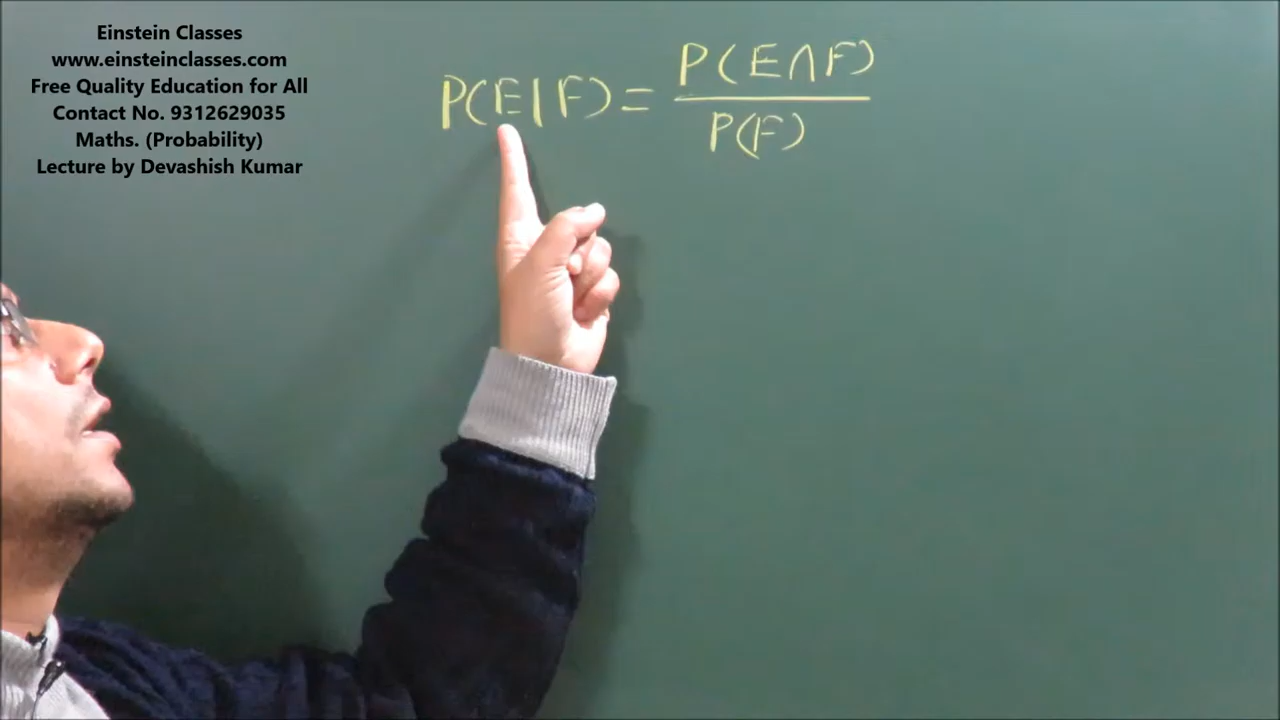 Einstein Classes
www.einsteinclasses.com
Free Quality Education for All
Contact No. 9312629035
Maths. (Probability)
Lecture by Devashish Kumar
P(E|F) = P(E∩F) / P(F)